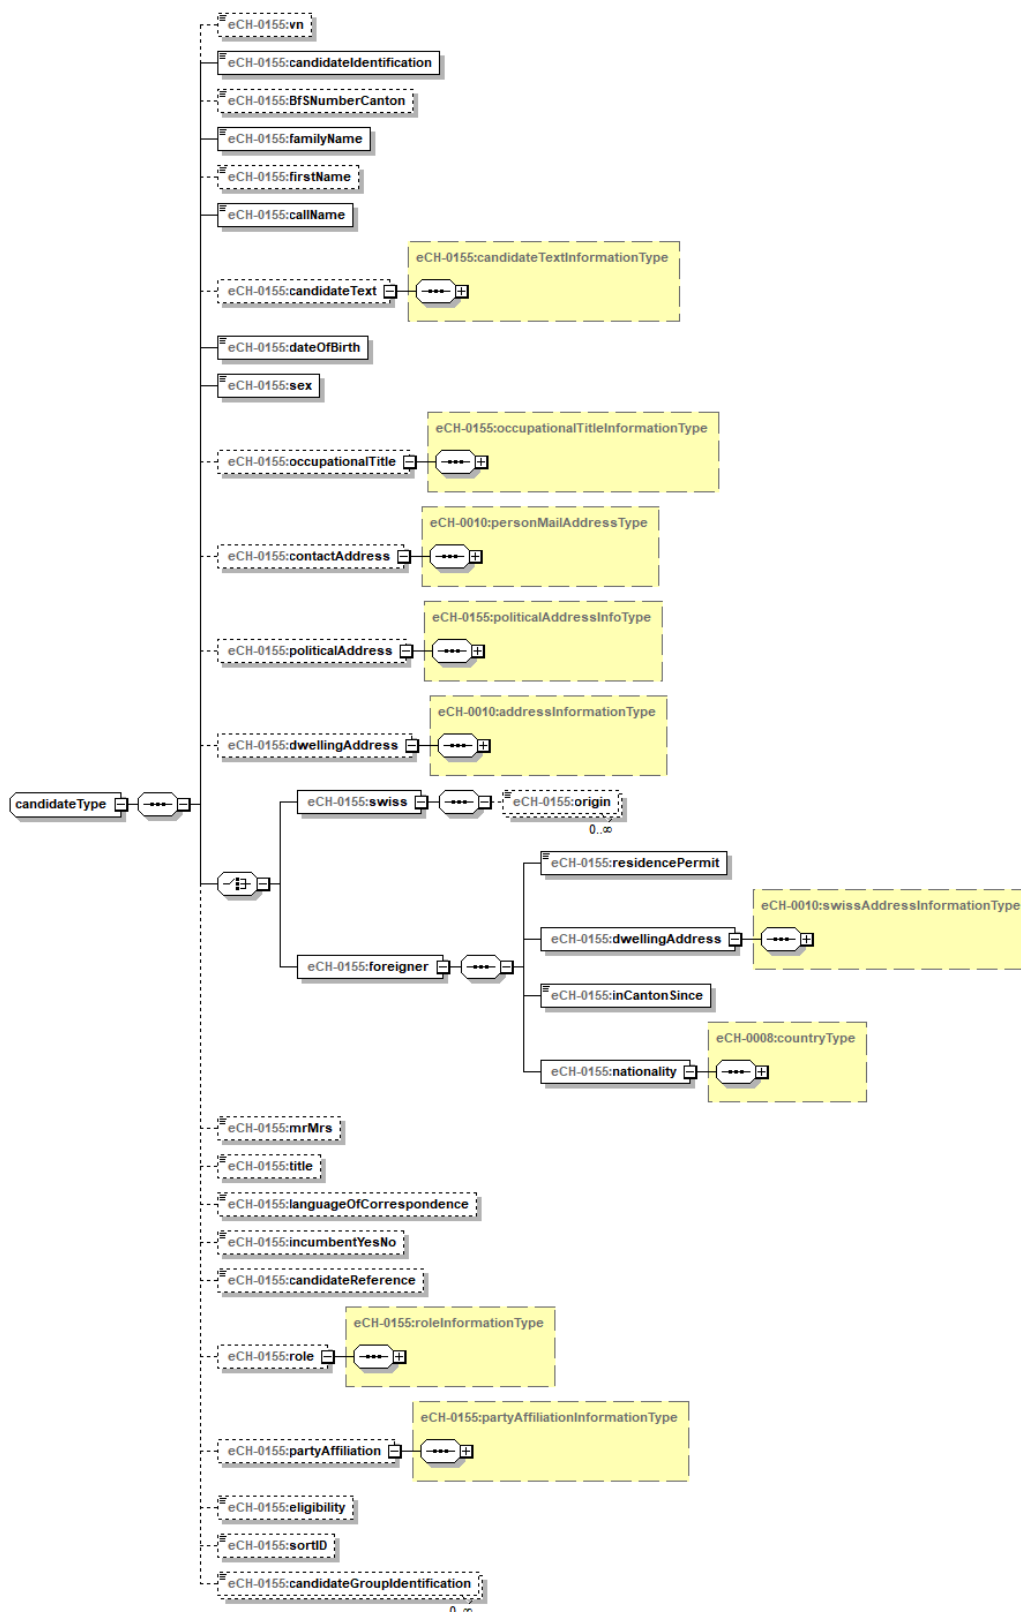 eCH-0155:vn
eCH-0155:candidateIdentification
eCH-0155:BfSNumberCanton
eCH-0155:familyName
eCH-0155:firstName
eCH-0155:callName
eCH-0155:candidateTextInformationType
eCH-0155:candidateText
eCH-0155:dateOfBirth
eCH-0155:sex
eCH-0155:occupationalTitleInformationType
eCH-0155:occupationalTitle
eCH-0010:personMailAddressType
eCH-0155:contactAddress
eCH-0155:politicalAddressInfoType
eCH-0155:politicalAddress
eCH-0010:addressInformationType
eCH-0155:dwellingAddress
candidateType
eCH-0155:swiss
eCH-0155:origin
0..∞
eCH-0155:residencePermit
eCH-0010:swissAddressInformationType
eCH-0155:dwellingAddress
eCH-0155:foreigner
eCH-0155:inCantonSince
eCH-0008:countryType
eCH-0155:nationality
eCH-0155:mrMrs
eCH-0155:title
eCH-0155:languageOfCorrespondence
eCH-0155:incumbentYesNo
eCH-0155:candidateReference
eCH-0155:roleInformationType
eCH-0155:role
eCH-0155:partyAffiliationInformationType
eCH-0155:partyAffiliation
eCH-0155:eligibility
eCH-0155:sortID
eCH-0155:candidateGroupIdentification
0..∞